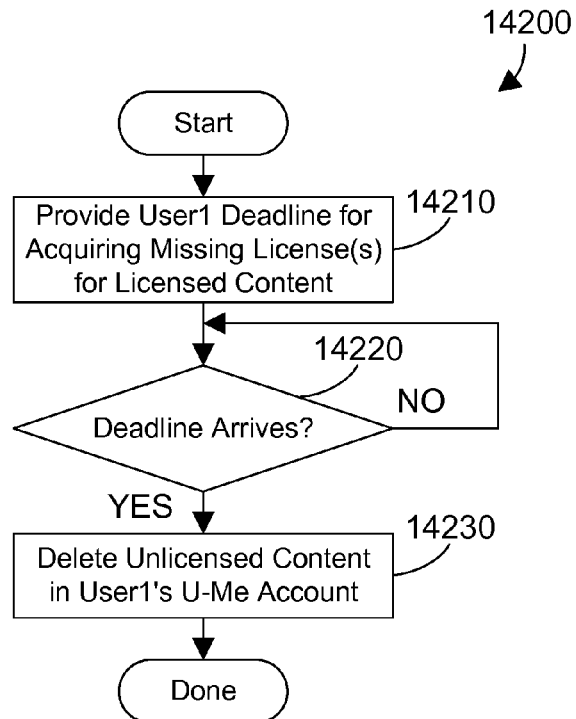 14200
Start
14210
Provide User1 Deadline for
Acquiring Missing License(s)
for Licensed Content
14220
Deadline Arrives?
NO
YES
14230
Delete Unlicensed Content
in User1's U-Me Account
Done